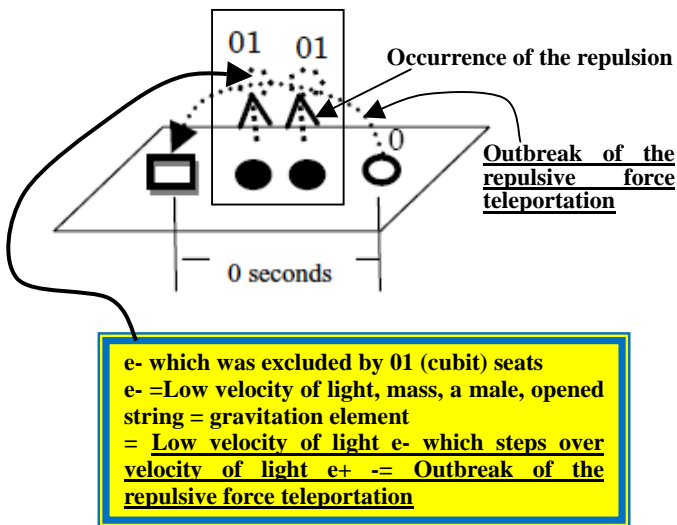 01 01
Occurrence of the repulsion
0
Outbreak of the
repulsive force
teleportation
0 seconds
e- which was excluded by 01 (cubit) seats
e- =Low velocity of light, mass, a male, opened
string = gravitation element
= Low velocity of light e- which steps over
velocity of light e+ -= Outbreak of the
repulsive force teleportation